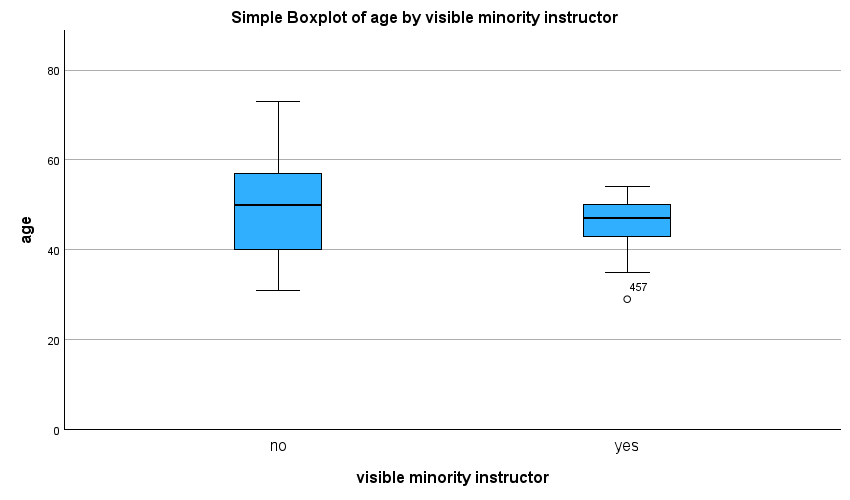 Simple Boxplot of age by visible minority instructor
80
60
40
20
0
age
457
no
yes
visible minority instructor